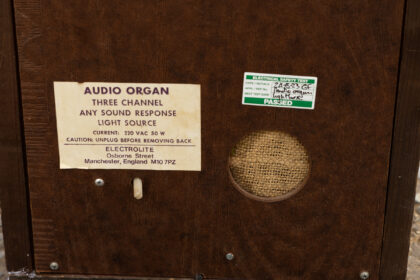 AUDIO ORGAN
THREE CHANNEL
ANY SOUND RESPONSE
LIGHT SOURCE
CURRENT: 220 VAC 50 W
CAUTION: UNPLUG BEFORE REMOVING BACK
ELECTROLITE
Osborne Street
Manchester, England M10 7PZ
ELECTRICAL SAFETY TEST
PASSED